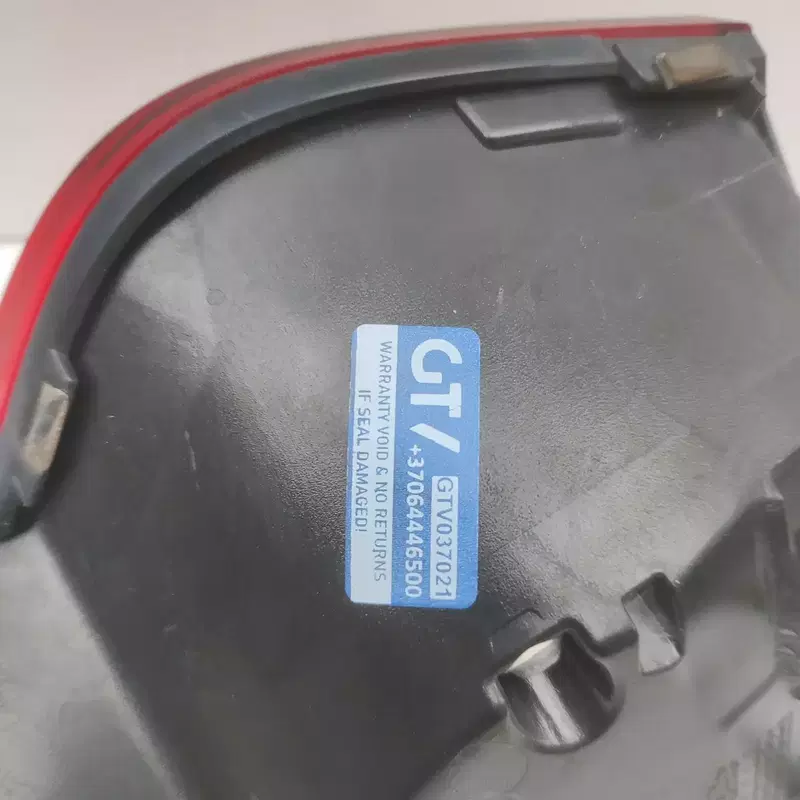 GT/
GTV037021
+37064446500
WARRANTY VOID & NO RETURNS
IF SEAL DAMAGED!